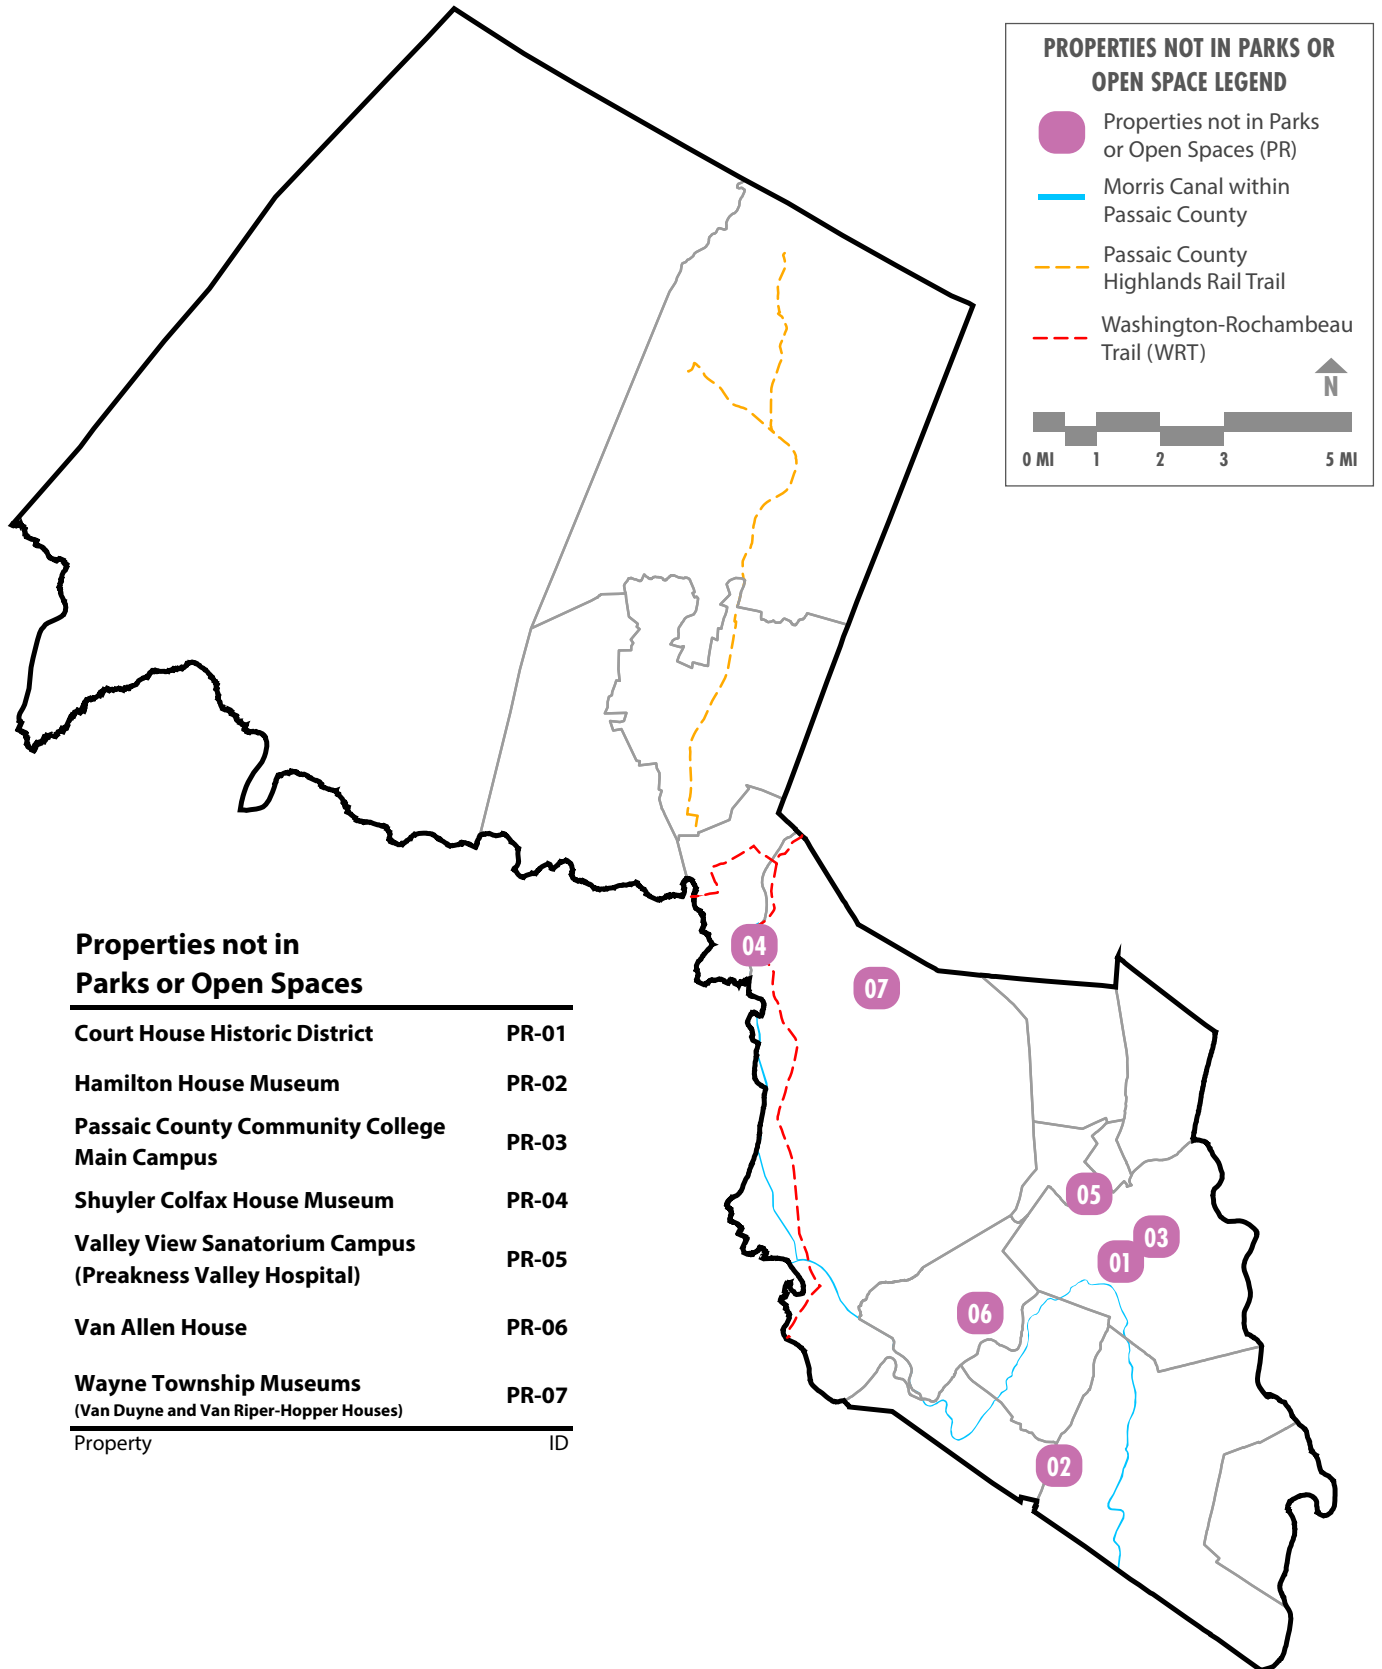 PROPERTIES NOT IN PARKS OR
OPEN SPACE LEGEND
Properties not in Parks
or Open Spaces (PR)
Morris Canal within
Passaic County
Passaic County
Highlands Rail Trail
Washington-Rochambeau
Trail (WRT)
N
0 MI 1 2 3 5 MI
04
07
05
03
01
06
02
Properties not in
Parks or Open Spaces
Court House Historic District PR-01
Hamilton House Museum PR-02
Passaic County Community College
Main Campus PR-03
Shuyler Colfax House Museum PR-04
Valley View Sanatorium Campus
(Preakness Valley Hospital) PR-05
Van Allen House PR-06
Wayne Township Museums
(Van Duyne and Van Riper-Hopper Houses) PR-07
Property ID